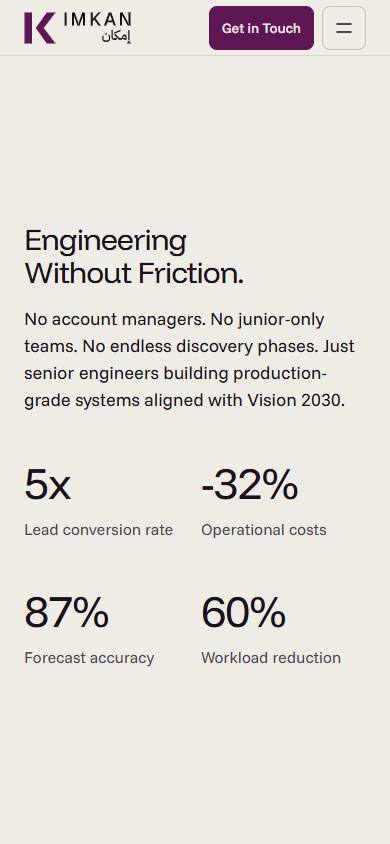 IMKAN
إمكان
Get in Touch
Engineering
Without Friction.
No account managers. No junior-only
teams. No endless discovery phases. Just
senior engineers building production-
grade systems aligned with Vision 2030.
5x
-32%
Lead conversion rate
Operational costs
87%
60%
Forecast accuracy
Workload reduction